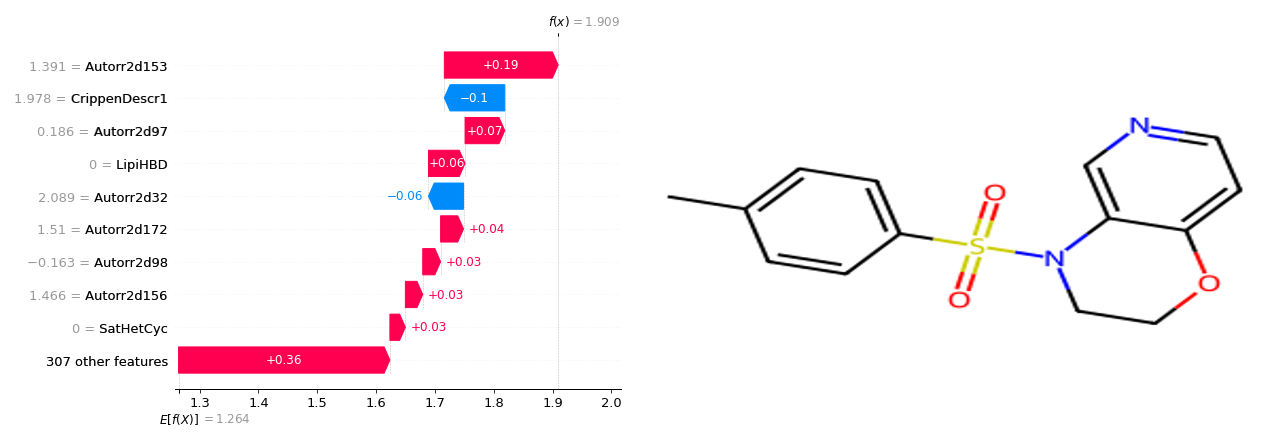 f(x) = 1.909
1.391 = Autorr2d153
+0.19
1.978 = CrippenDescr1
−0.1
0.186 = Autorr2d97
+0.07
0 = LipiHBD
+0.06
2.089 = Autorr2d32
−0.06
1.51 = Autorr2d172
+0.04
−0.163 = Autorr2d98
+0.03
1.466 = Autorr2d156
+0.03
0 = SatHetCyc
+0.03
307 other features
+0.36
1.3 1.4 1.5 1.6 1.7 1.8 1.9 2.0
E[f(X)] = 1.264
N
O
S
N
O
O